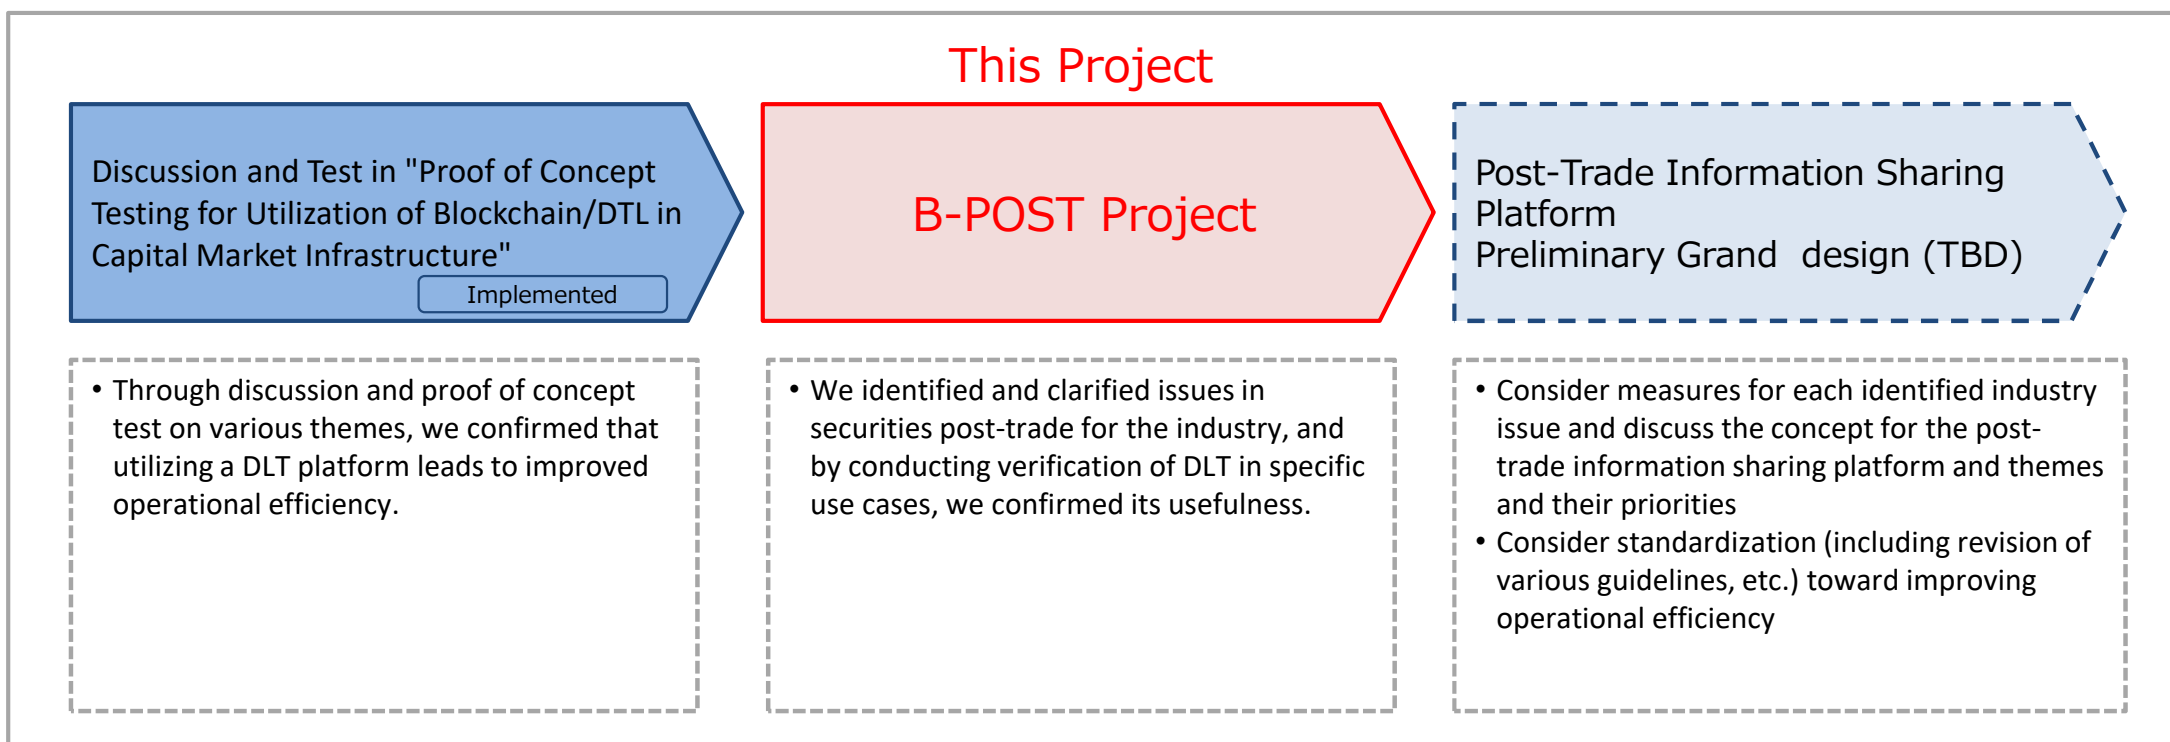 This Project
Discussion and Test in "Proof of Concept
Testing for Utilization of Blockchain/DTL in
Capital Market Infrastructure"
Implemented
B-POST Project
Post-Trade Information Sharing
Platform
Preliminary Grand  design (TBD)
• Through discussion and proof of concept
test on various themes, we confirmed that
utilizing a DLT platform leads to improved
operational efficiency.
• We identified and clarified issues in
securities post-trade for the industry, and
by conducting verification of DLT in specific
use cases, we confirmed its usefulness.
• Consider measures for each identified industry
issue and discuss the concept for the post-
trade information sharing platform and themes
and their priorities
• Consider standardization (including revision of
various guidelines, etc.) toward improving
operational efficiency